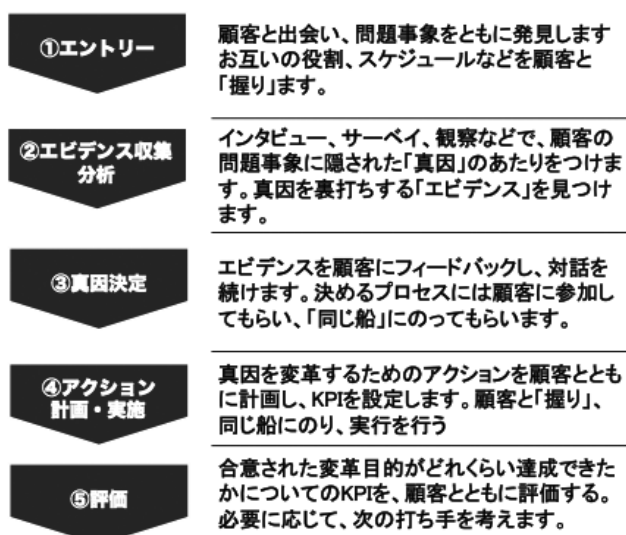 ①エントリー
顧客と出会い、問題事象をともに発見します
お互いの役割、スケジュールなどを顧客と
「握り」ます。
②エビデンス収集
分析
インタビュー、サーベイ、観察などで、顧客の
問題事象に隠された「真因」のあたりをつけま
す。真因を裏打ちする「エビデンス」を見つけ
ます。
③真因決定
エビデンスを顧客にフィードバックし、対話を
続けます。決めるプロセスには顧客に参加し
てもらい、「同じ船」にのってもらいます。
④アクション
計画・実施
真因を変革するためのアクションを顧客ととも
に計画し、KPIを設定します。顧客と「握り」、
同じ船にのり、実行を行う
⑤評価
合意された変革目的がどれくらい達成できた
かについてのKPIを、顧客とともに評価する。
必要に応じて、次の打ち手を考えます。